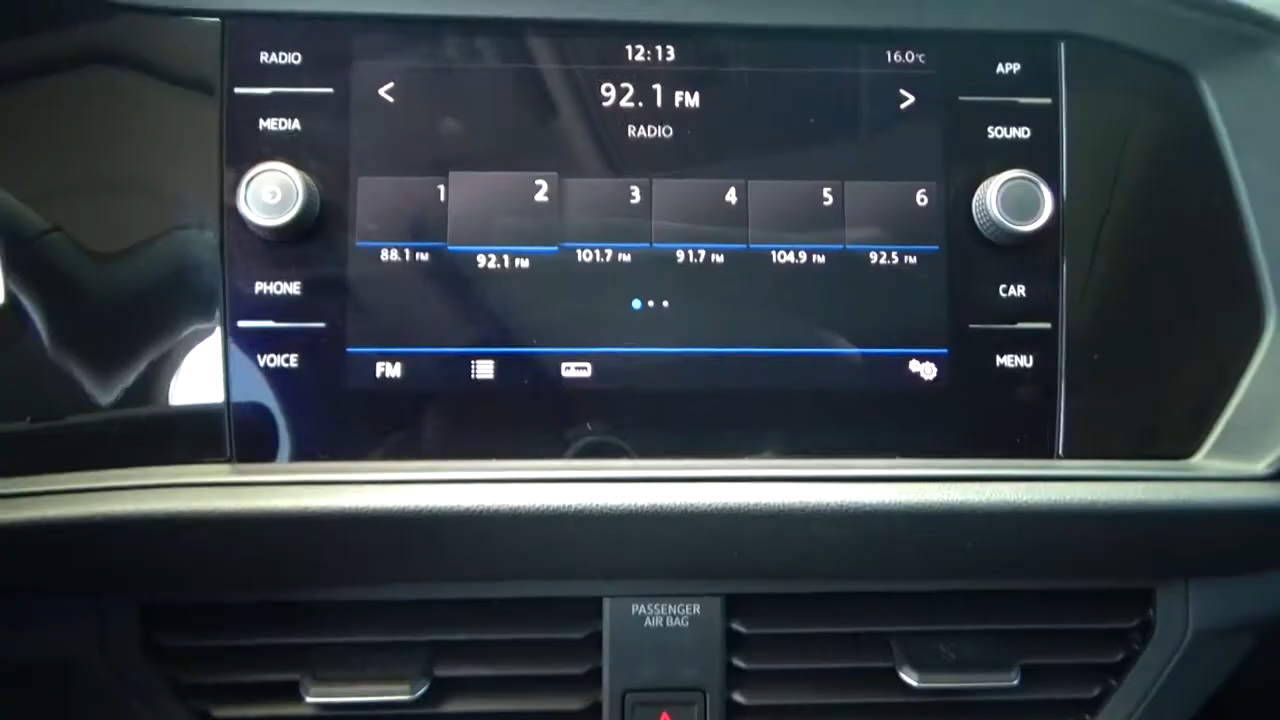 RADIO
12:13
16.0°C
APP
<
92.1 FM
>
MEDIA
RADIO
SOUND
1 2 3 4 5 6
88.1 FM 92.1 FM 101.7 FM 91.7 FM 104.9 FM 92.5 FM
PHONE
CAR
VOICE
FM
MENU
PASSENGER
AIR BAG